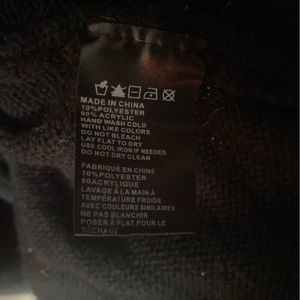 MADE IN CHINA
10%POLYESTER
90% ACRYLIC
HAND WASH COLD
WITH LIKE COLORS
DO NOT BLEACH
LAY FLAT TO DRY
USE COOL IRON IF NEEDED
DO NOT DRY CLEAN
FABRIQUÉ EN CHINE
10%POLYESTER
90ACRYLIQUE
LAVAGE À LA MAIN À
TEMPÉRATURE FROIDE
AVEC COULEURS SIMILAIRES
NE PAS BLANCHIR
POSER À PLAT POUR LE
SÉCHAGE